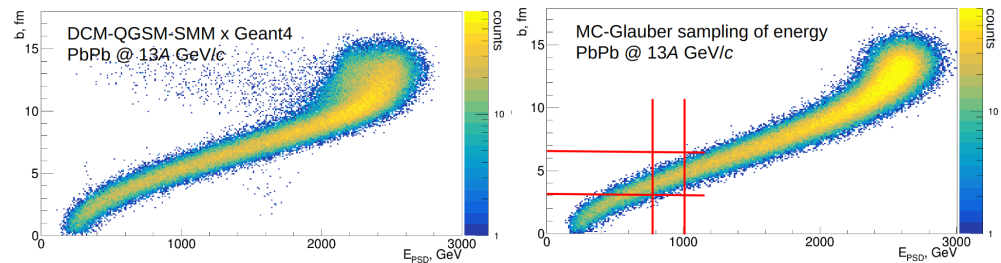 b, fm
DCM-QGSM-SMM x Geant4
PbPb @ 13A GeV/c
15
10
5
0
0
1000
2000
3000
E_PSD, GeV
counts
10
1
b, fm
MC-Glauber sampling of energy
PbPb @ 13A GeV/c
15
10
5
0
0
1000
2000
3000
E_PSD, GeV
counts
10
1